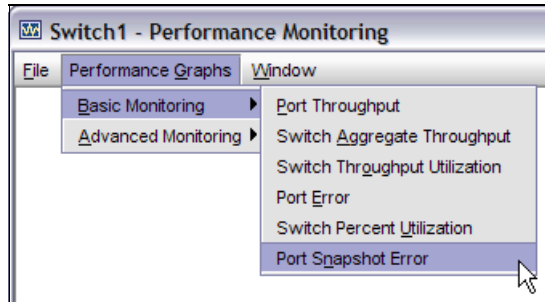 Switch1 - Performance Monitoring
File Performance Graphs Window
Basic Monitoring
Advanced Monitoring
Port Throughput
Switch Aggregate Throughput
Switch Throughput Utilization
Port Error
Switch Percent Utilization
Port Snapshot Error